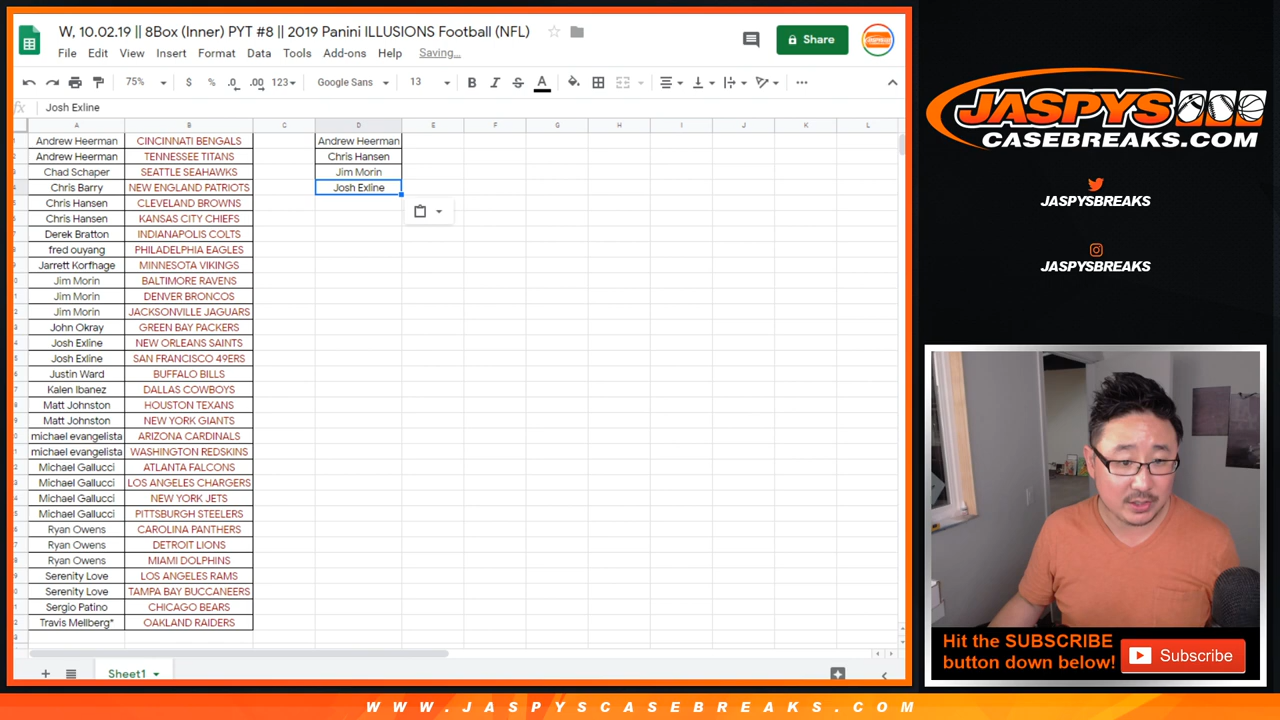 W, 10.02.19 || 8Box (Inner) PYT #8 || 2019 Panini ILLUSIONS Football (NFL)
File Edit View Insert Format Data Tools Add-ons Help Saving...
Share
75% $ % .0 .00 123 Google Sans 13 B I S A
fx Josh Exline
A B C D E F G H I J K L
Andrew Heerman CINCINNATI BENGALS Andrew Heerman
Andrew Heerman TENNESSEE TITANS Chris Hansen
Chad Schaper SEATTLE SEAHAWKS Jim Morin
Chris Barry NEW ENGLAND PATRIOTS Josh Exline
Chris Hansen CLEVELAND BROWNS
Chris Hansen KANSAS CITY CHIEFS
Derek Bratton INDIANAPOLIS COLTS
fred ouyang PHILADELPHIA EAGLES
Jarrett Korfhage MINNESOTA VIKINGS
Jim Morin BALTIMORE RAVENS
Jim Morin DENVER BRONCOS
Jim Morin JACKSONVILLE JAGUARS
John Okray GREEN BAY PACKERS
Josh Exline NEW ORLEANS SAINTS
Josh Exline SAN FRANCISCO 49ERS
Justin Ward BUFFALO BILLS
Kalen Ibanez DALLAS COWBOYS
Matt Johnston HOUSTON TEXANS
Matt Johnston NEW YORK GIANTS
michael evangelista ARIZONA CARDINALS
michael evangelista WASHINGTON REDSKINS
Michael Gallucci ATLANTA FALCONS
Michael Gallucci LOS ANGELES CHARGERS
Michael Gallucci NEW YORK JETS
Michael Gallucci PITTSBURGH STEELERS
Ryan Owens CAROLINA PANTHERS
Ryan Owens DETROIT LIONS
Ryan Owens MIAMI DOLPHINS
Serenity Love LOS ANGELES RAMS
Serenity Love TAMPA BAY BUCCANEERS
Sergio Patino CHICAGO BEARS
Travis Mellberg* OAKLAND RAIDERS
Sheet1
JASPYS
CASEBREAKS.COM
JASPYSBREAKS
JASPYSBREAKS
Hit the SUBSCRIBE
button down below!
Subscribe
WWW.JASPYSCASEBREAKS.COM